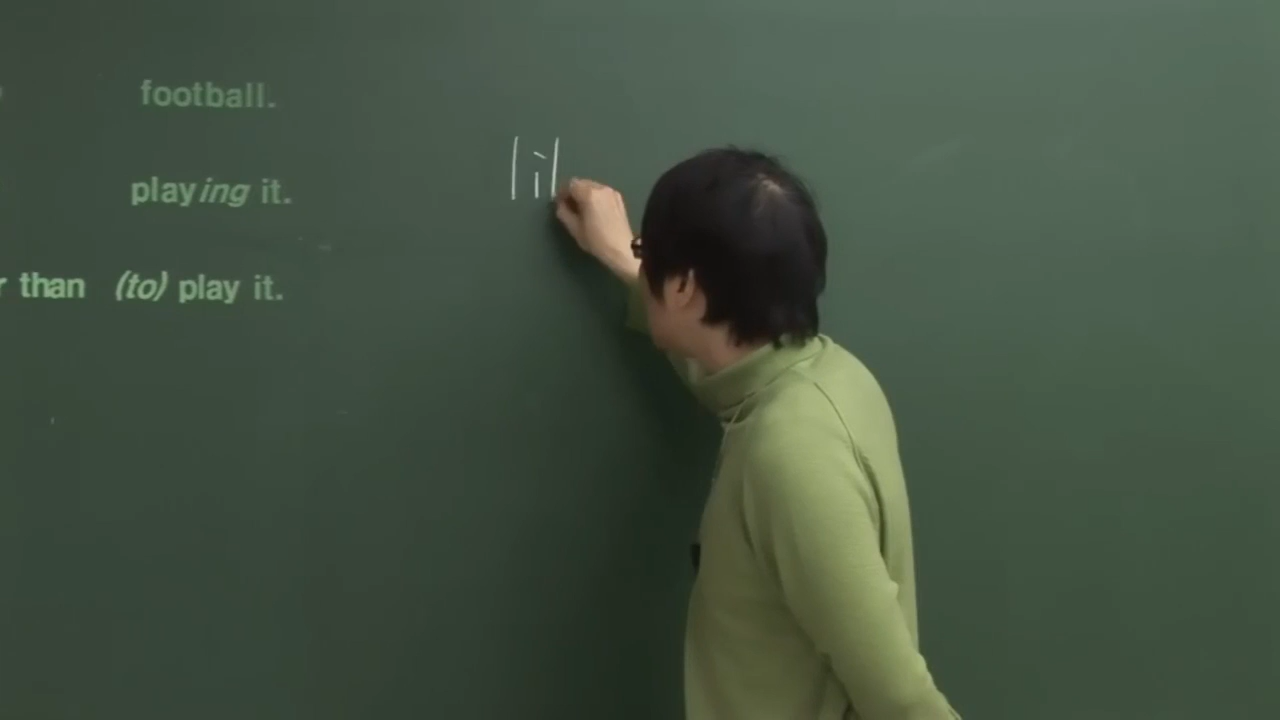 football.
playing it.
than (to) play it.